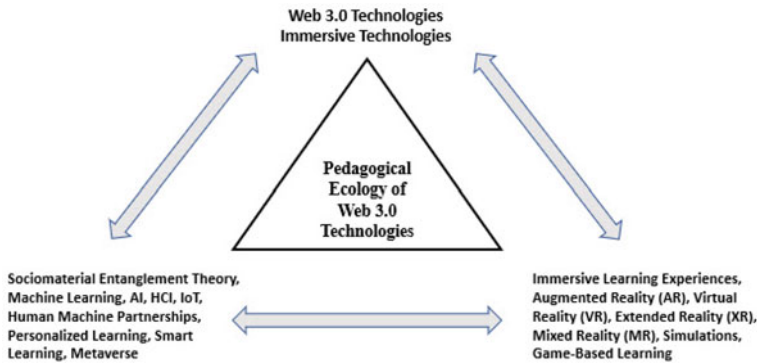 Web 3.0 Technologies
Immersive Technologies
Pedagogical
Ecology of
Web 3.0
Technologies
Sociomaterial Entanglement Theory,
Machine Learning, AI, HCI, IoT,
Human Machine Partnerships,
Personalized Learning, Smart
Learning, Metaverse
Immersive Learning Experiences,
Augmented Reality (AR), Virtual
Reality (VR), Extended Reality (XR),
Mixed Reality (MR), Simulations,
Game-Based Learning